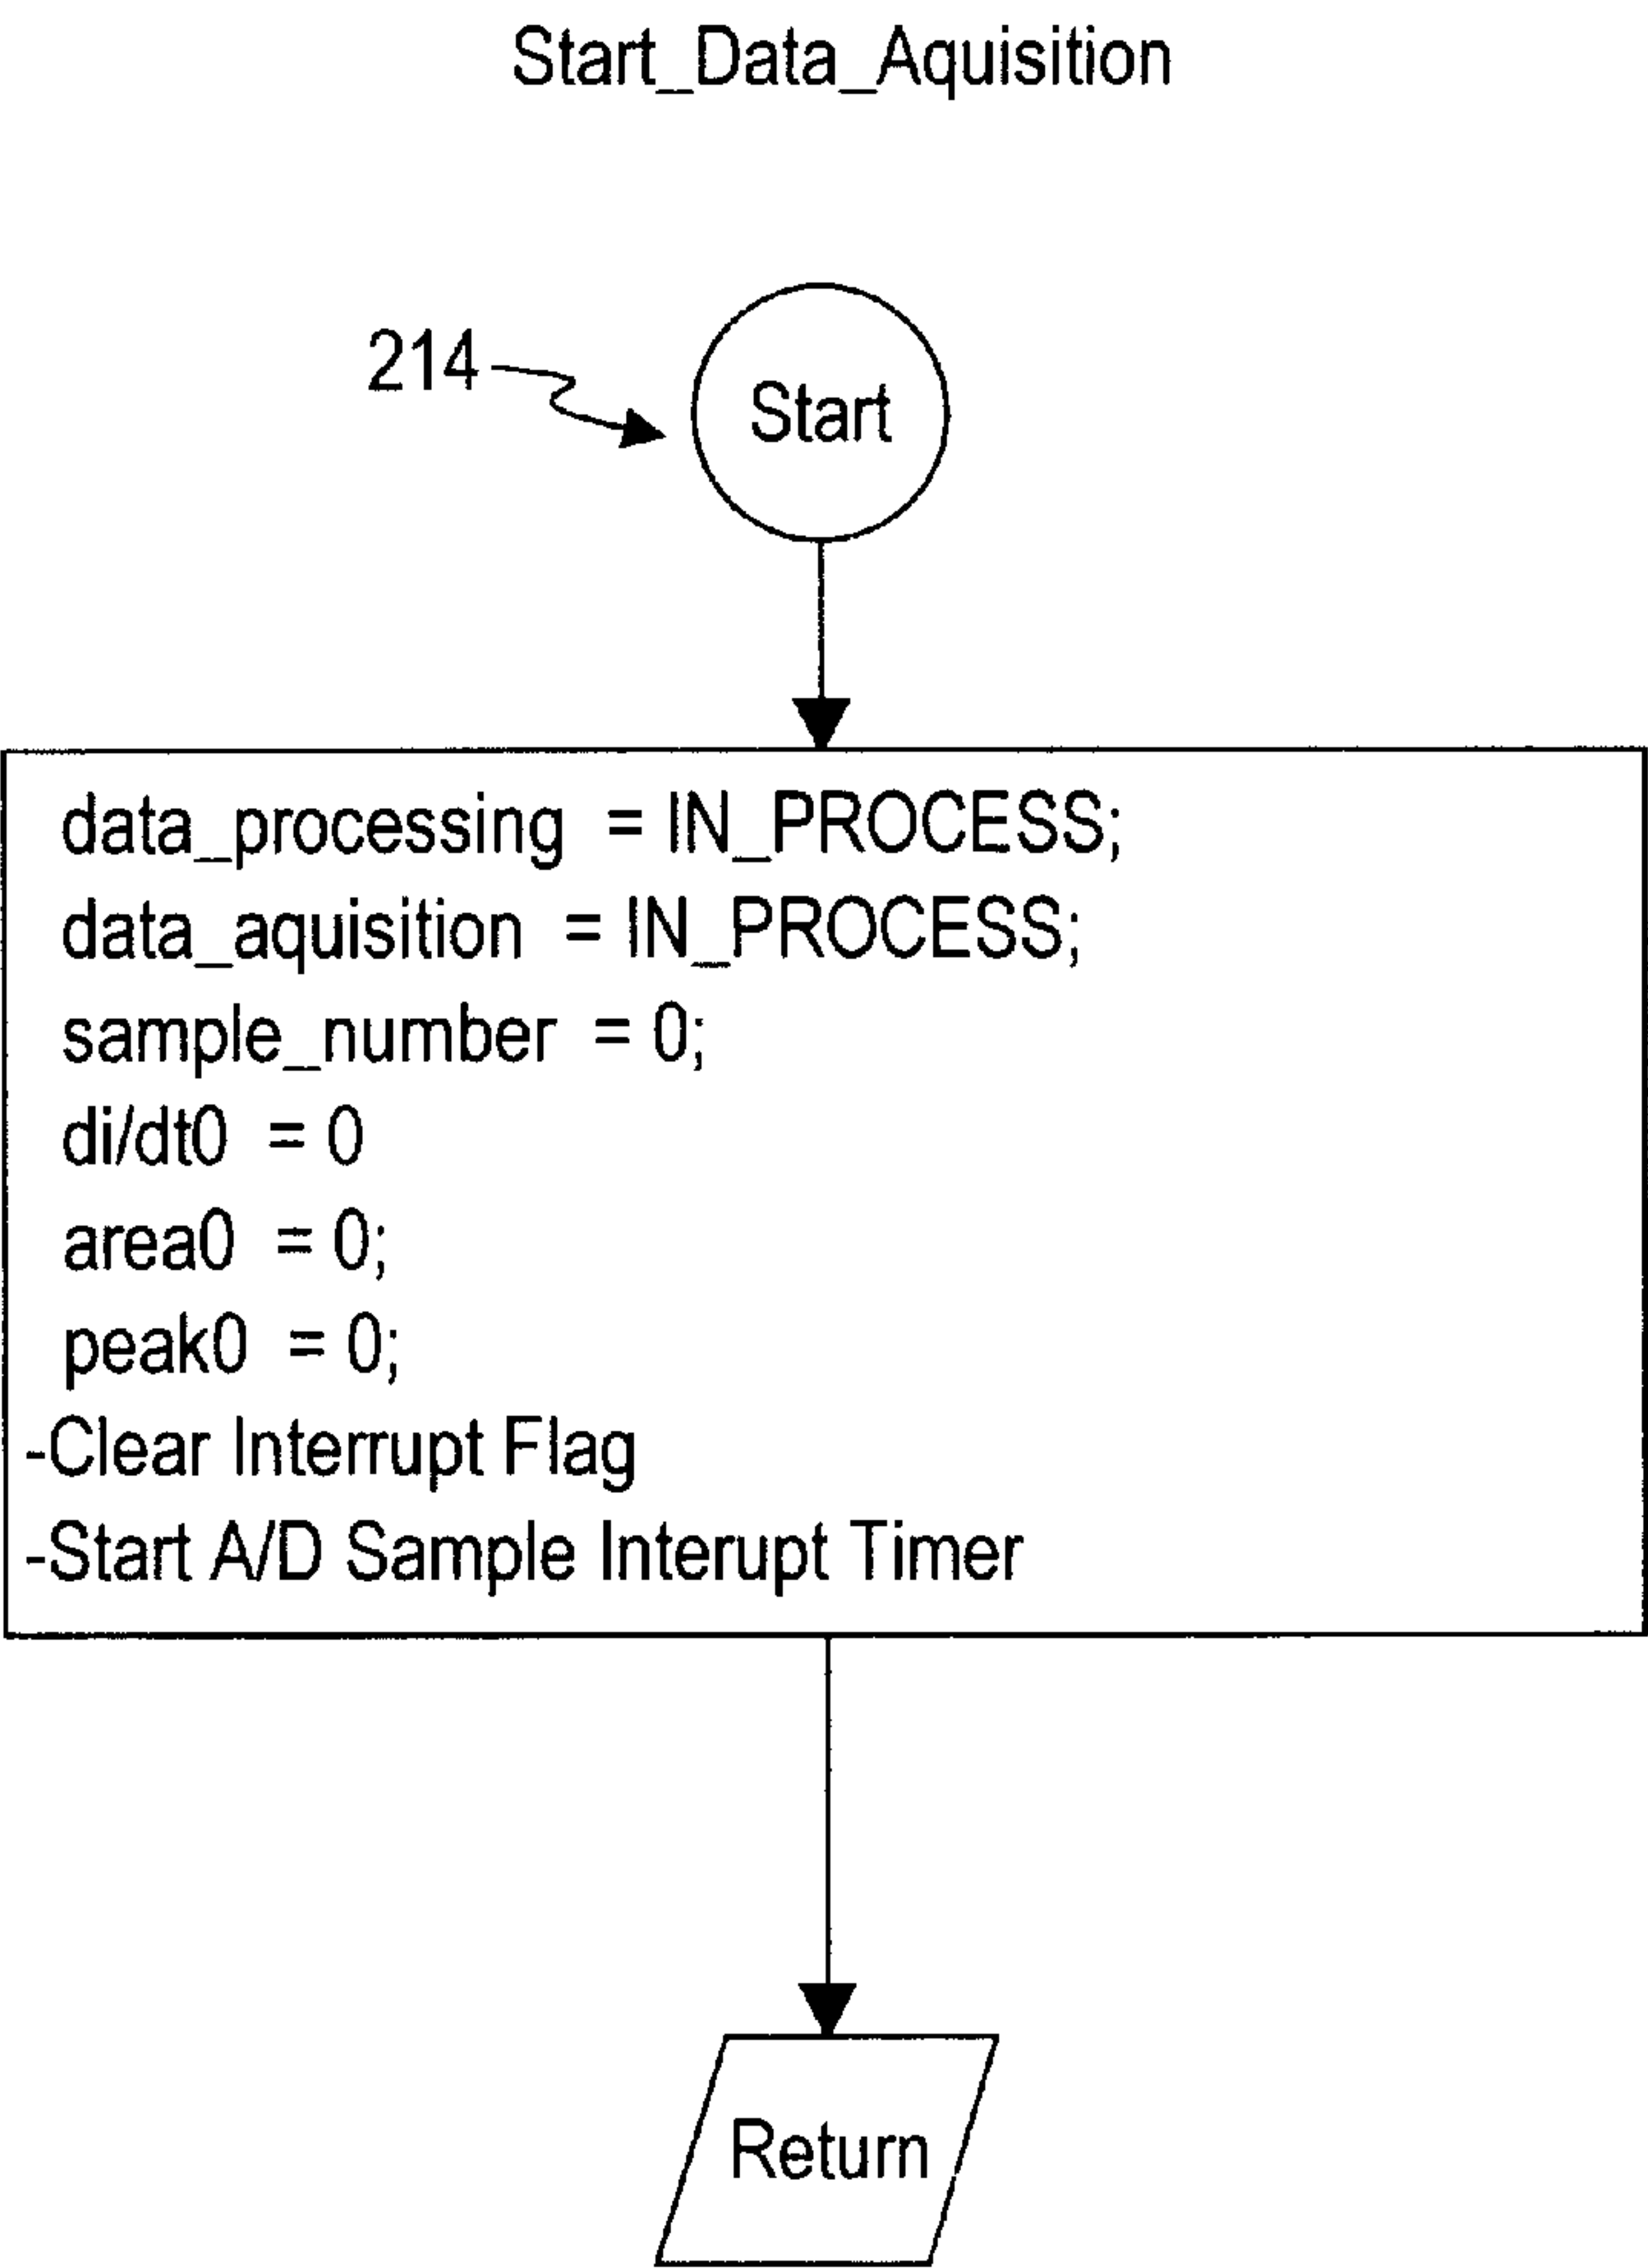 Start_Data_Aquisition
214
Start
data_processing = IN_PROCESS;
data_aquisition = IN_PROCESS;
sample_number = 0;
di/dt0 = 0
area0 = 0;
peak0 = 0;
-Clear Interrupt Flag
-Start A/D Sample Interupt Timer
Return